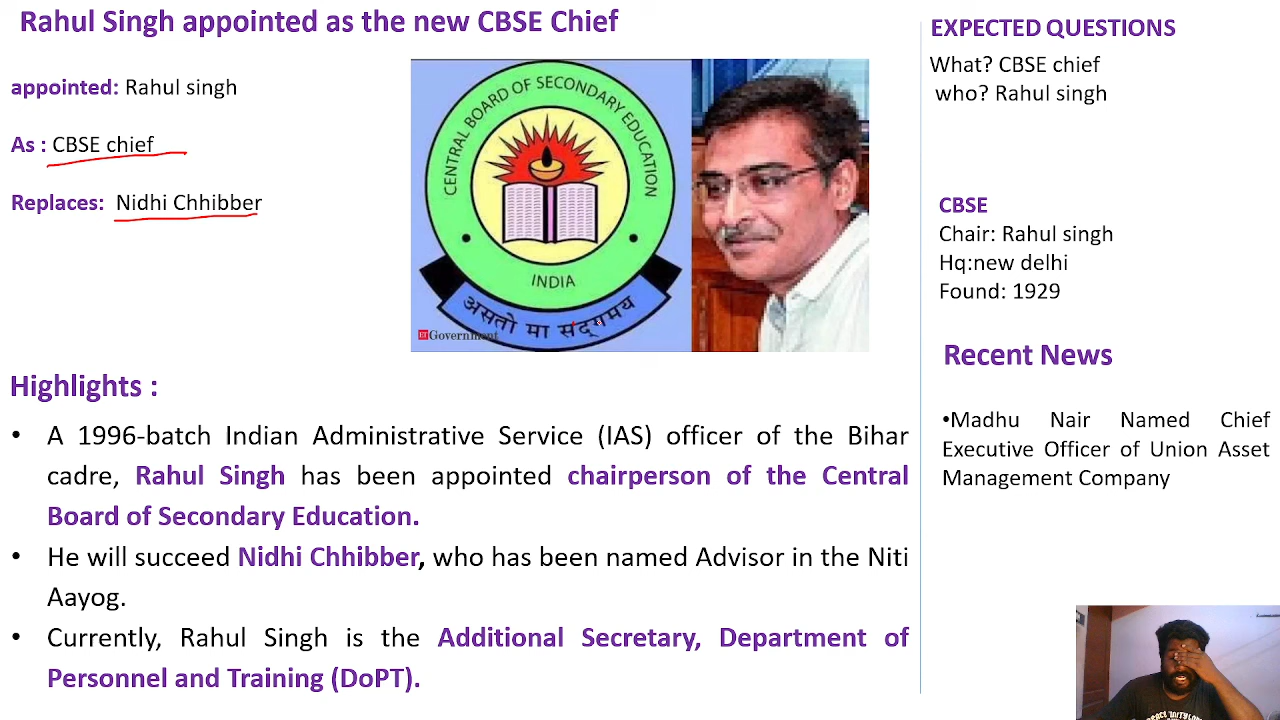 Rahul Singh appointed as the new CBSE Chief
appointed: Rahul singh
As : CBSE chief
Replaces: Nidhi Chhibber
CENTRAL BOARD OF SECONDARY EDUCATION
INDIA
असतो मा सद्गमय
ET Government
Highlights :
• A 1996-batch Indian Administrative Service (IAS) officer of the Bihar
cadre, Rahul Singh has been appointed chairperson of the Central
Board of Secondary Education.
• He will succeed Nidhi Chhibber, who has been named Advisor in the Niti
Aayog.
• Currently, Rahul Singh is the Additional Secretary, Department of
Personnel and Training (DoPT).
EXPECTED QUESTIONS
What? CBSE chief
who? Rahul singh
CBSE
Chair: Rahul singh
Hq:new delhi
Found: 1929
Recent News
•Madhu Nair Named Chief
Executive Officer of Union Asset
Management Company